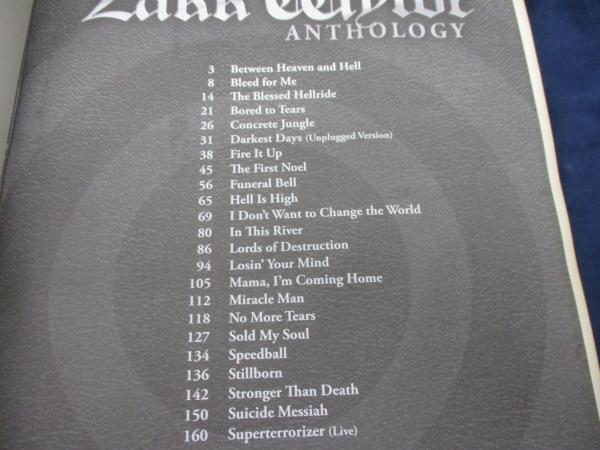 Zakk Wylde
ANTHOLOGY
3 Between Heaven and Hell
8 Bleed for Me
14 The Blessed Hellride
21 Bored to Tears
26 Concrete Jungle
31 Darkest Days (Unplugged Version)
38 Fire It Up
45 The First Noel
56 Funeral Bell
65 Hell Is High
69 I Don't Want to Change the World
80 In This River
86 Lords of Destruction
94 Losin' Your Mind
105 Mama, I'm Coming Home
112 Miracle Man
118 No More Tears
127 Sold My Soul
134 Speedball
136 Stillborn
142 Stronger Than Death
150 Suicide Messiah
160 Superterrorizer (Live)